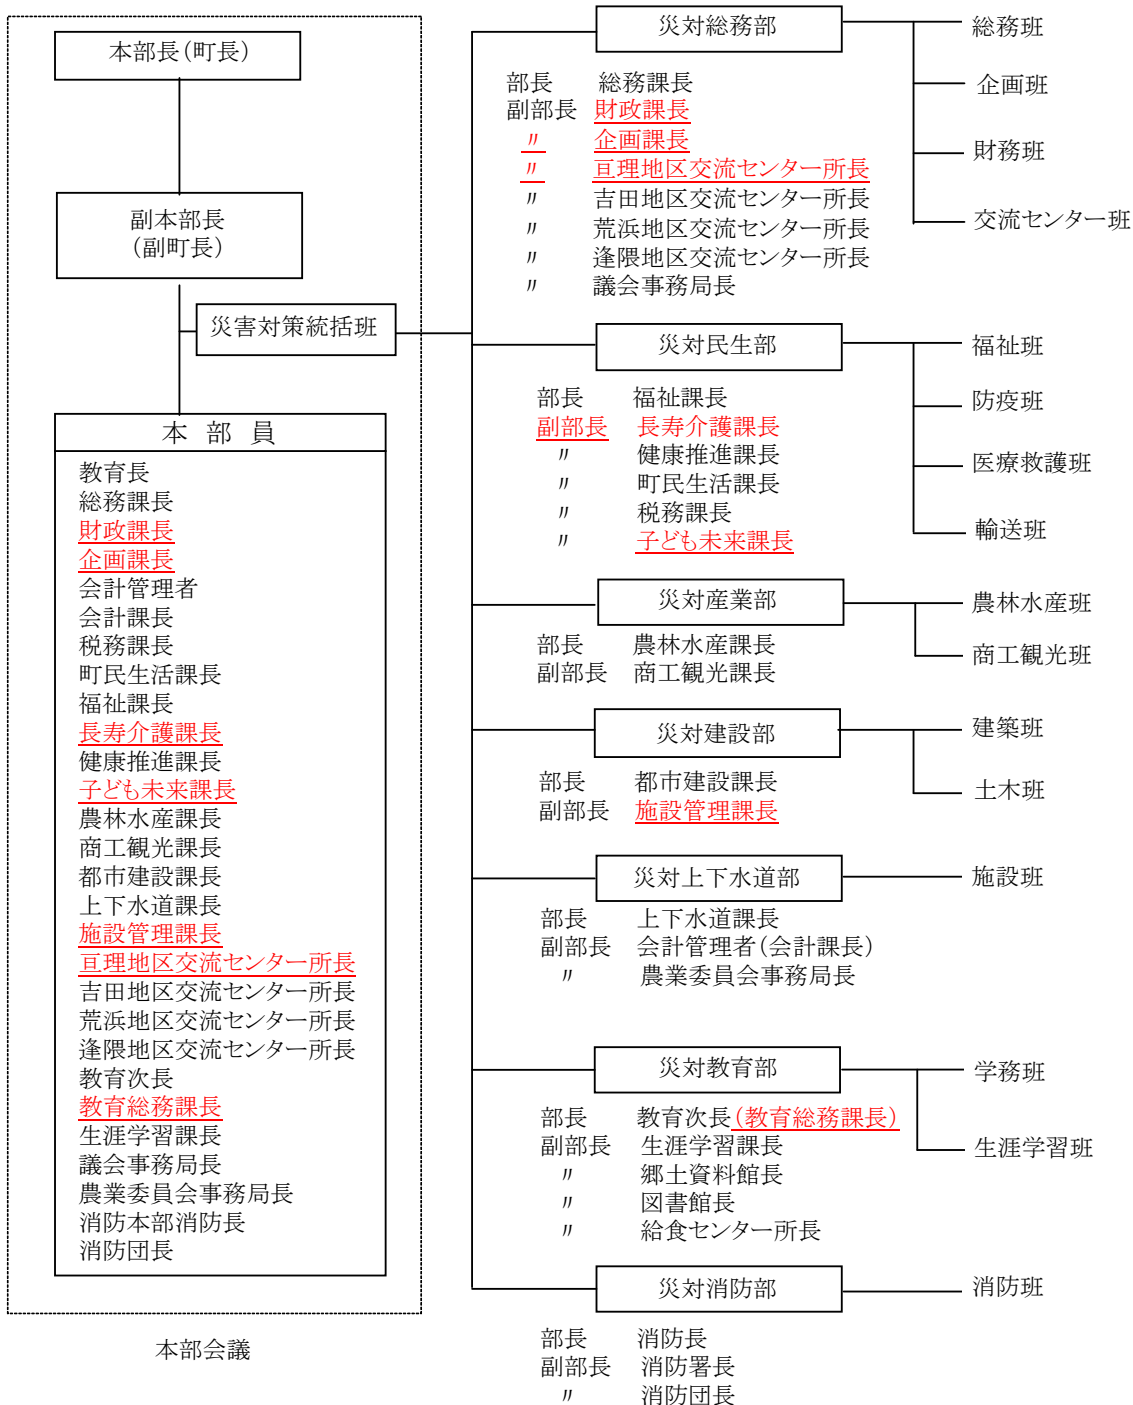 本部長(町長)
副本部長
(副町長)
災害対策統括班
本 部 員
教育長
総務課長
財政課長
企画課長
会計管理者
会計課長
税務課長
町民生活課長
福祉課長
長寿介護課長
健康推進課長
子ども未来課長
農林水産課長
商工観光課長
都市建設課長
上下水道課長
施設管理課長
亘理地区交流センター所長
吉田地区交流センター所長
荒浜地区交流センター所長
逢隈地区交流センター所長
教育次長
教育総務課長
生涯学習課長
議会事務局長
農業委員会事務局長
消防本部消防長
消防団長
本部会議
災対総務部
部長 総務課長
副部長 財政課長
〃 企画課長
〃 亘理地区交流センター所長
〃 吉田地区交流センター所長
〃 荒浜地区交流センター所長
〃 逢隈地区交流センター所長
〃 議会事務局長
総務班
企画班
財務班
交流センター班
災対民生部
部長 福祉課長
副部長 長寿介護課長
〃 健康推進課長
〃 町民生活課長
〃 税務課長
〃 子ども未来課長
福祉班
防疫班
医療救護班
輸送班
災対産業部
部長 農林水産課長
副部長 商工観光課長
農林水産班
商工観光班
災対建設部
部長 都市建設課長
副部長 施設管理課長
建築班
土木班
災対上下水道部
部長 上下水道課長
副部長 会計管理者(会計課長)
〃 農業委員会事務局長
施設班
災対教育部
部長 教育次長(教育総務課長)
副部長 生涯学習課長
〃 郷土資料館長
〃 図書館長
〃 給食センター所長
学務班
生涯学習班
災対消防部
部長 消防長
副部長 消防署長
〃 消防団長
消防班